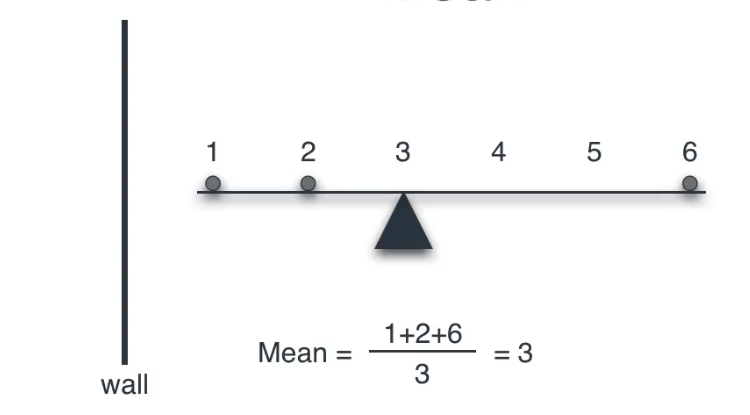 1 2 3 4 5 6
Mean = 1+2+6 / 3 = 3
wall